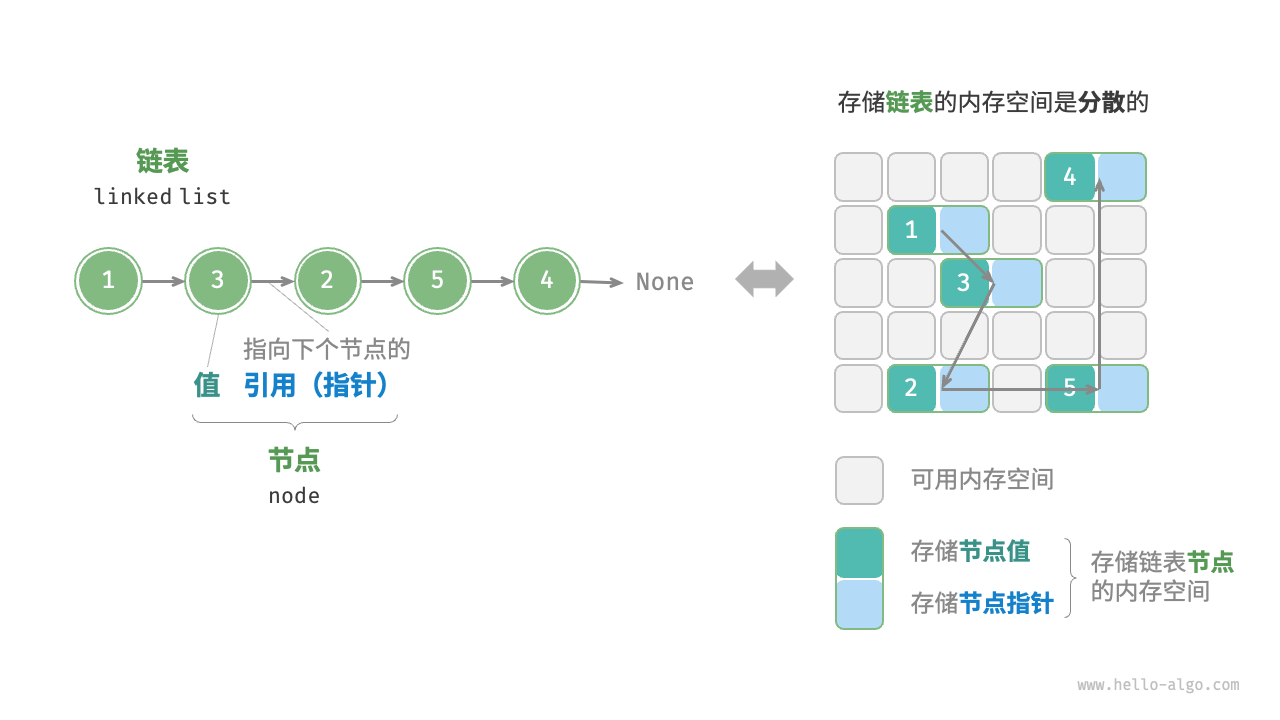 链表
linked list
1 3 2 5 4 None
指向下个节点的
值 引用（指针）
节点
node
存储链表的内存空间是分散的
4
1
3
2 5
可用内存空间
存储节点值
存储节点指针
存储链表节点
的内存空间
www.hello-algo.com